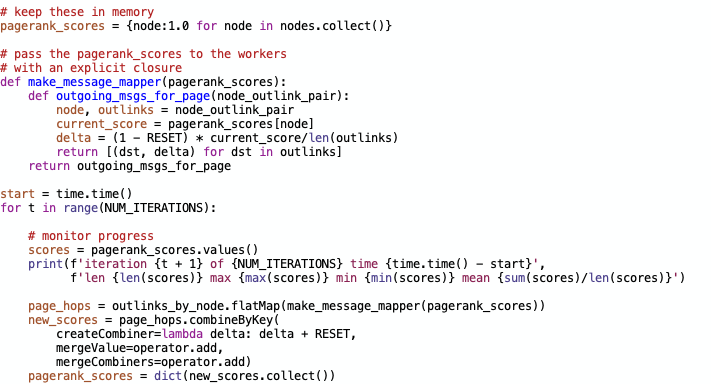 # keep these in memory
pagerank_scores = {node:1.0 for node in nodes.collect()}

# pass the pagerank_scores to the workers
# with an explicit closure
def make_message_mapper(pagerank_scores):
    def outgoing_msgs_for_page(node_outlink_pair):
        node, outlinks = node_outlink_pair
        current_score = pagerank_scores[node]
        delta = (1 - RESET) * current_score/len(outlinks)
        return [(dst, delta) for dst in outlinks]
    return outgoing_msgs_for_page

start = time.time()
for t in range(NUM_ITERATIONS):

    # monitor progress
    scores = pagerank_scores.values()
    print(f'iteration {t + 1} of {NUM_ITERATIONS} time {time.time() - start}',
          f'len {len(scores)} max {max(scores)} min {min(scores)} mean {sum(scores)/len(scores)}')

    page_hops = outlinks_by_node.flatMap(make_message_mapper(pagerank_scores))
    new_scores = page_hops.combineByKey(
        createCombiner=lambda delta: delta + RESET,
        mergeValue=operator.add,
        mergeCombiners=operator.add)
    pagerank_scores = dict(new_scores.collect())